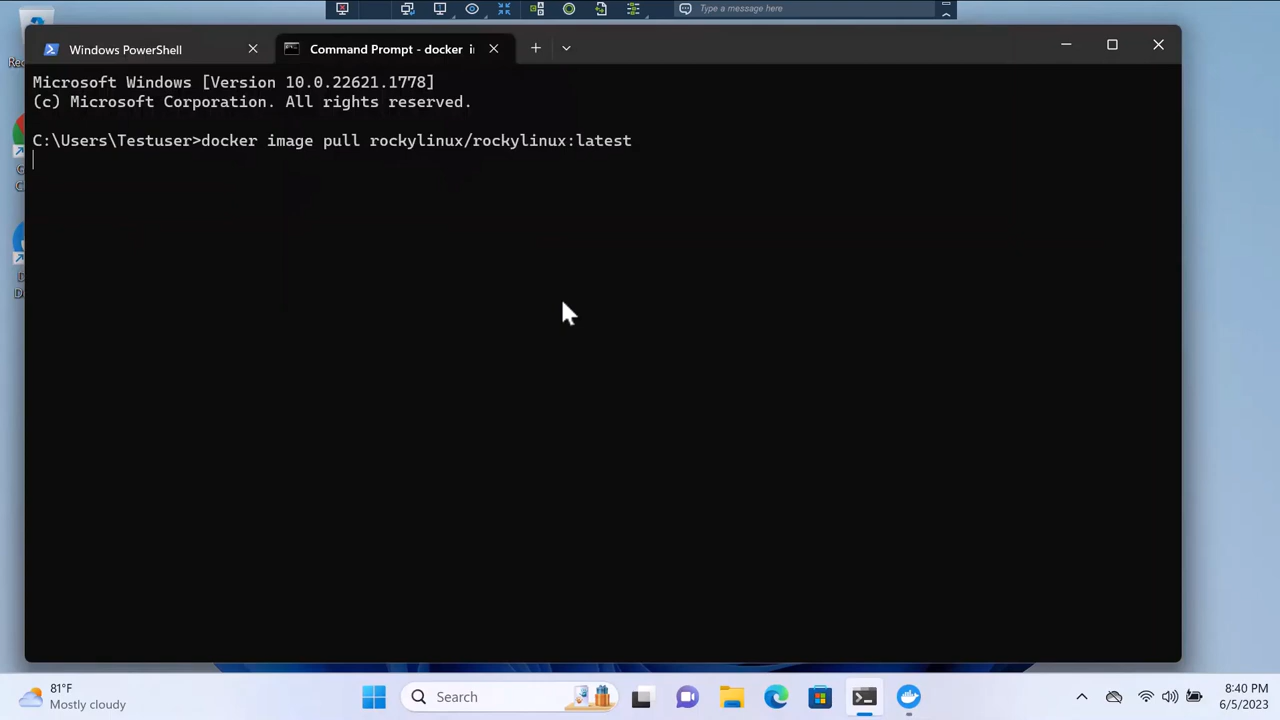 Type a message here
Windows PowerShell
Command Prompt - docker
Microsoft Windows [Version 10.0.22621.1778]
(c) Microsoft Corporation. All rights reserved.
C:\Users\Testuser>docker image pull rockylinux/rockylinux:latest
81°F
Mostly cloudy
Search
8:40 PM
6/5/2023